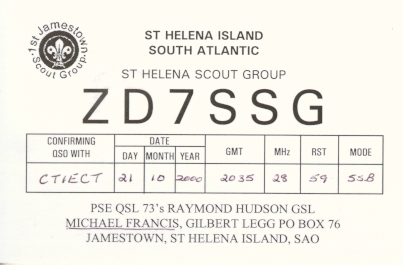 1st Jamestown
Scout Group
ST HELENA ISLAND
SOUTH ATLANTIC
ST HELENA SCOUT GROUP
ZD7SSG
CONFIRMING QSO WITH DATE GMT MHz RST MODE
DAY MONTH YEAR
CT1ECT 21 10 2000 2035 28 59 SSB
PSE QSL 73's RAYMOND HUDSON GSL
MICHAEL FRANCIS, GILBERT LEGG PO BOX 76
JAMESTOWN, ST HELENA ISLAND, SAO